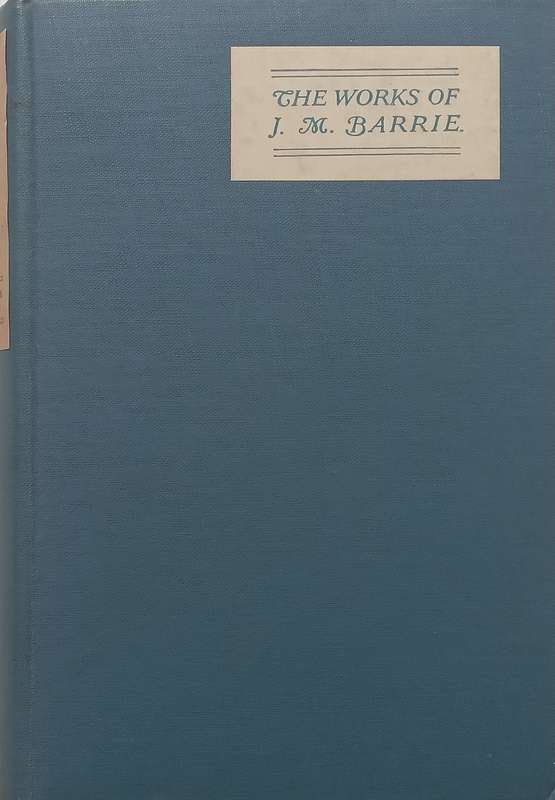 THE WORKS OF
J. M. BARRIE.